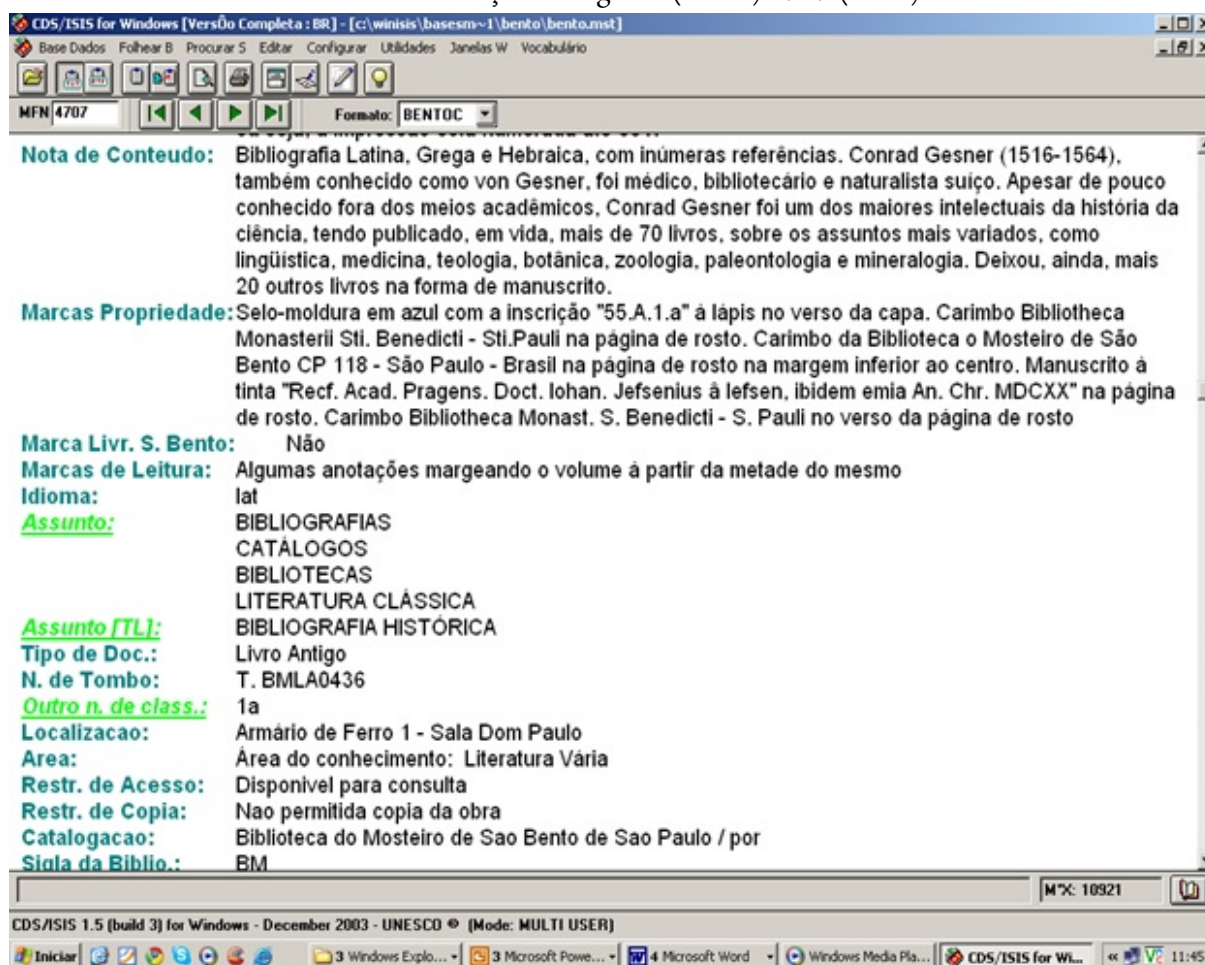 CDS/ISIS for Windows [VersÛo Completa : BR] - [c:\winisis\basesm~1\bento\bento.mst]
Base Dados Folhear B Procurar S Editar Configurar Utilidades Janelas W Vocabulário
MFN 4707 Formato: BENTOC
Nota de Conteudo: Bibliografia Latina, Grega e Hebraica, com inúmeras referências. Conrad Gesner (1516-1564),
também conhecido como von Gesner, foi médico, bibliotecário e naturalista suíço. Apesar de pouco
conhecido fora dos meios acadêmicos, Conrad Gesner foi um dos maiores intelectuais da história da
ciência, tendo publicado, em vida, mais de 70 livros, sobre os assuntos mais variados, como
lingüística, medicina, teologia, botânica, zoologia, paleontologia e mineralogia. Deixou, ainda, mais
20 outros livros na forma de manuscrito.
Marcas Propriedade: Selo-moldura em azul com a inscrição "55.A.1.a" à lápis no verso da capa. Carimbo Bibliotheca
Monasterii Sti. Benedicti - Sti.Pauli na página de rosto. Carimbo da Biblioteca o Mosteiro de São
Bento CP 118 - São Paulo - Brasil na página de rosto na margem inferior ao centro. Manuscrito à
tinta "Recf. Acad. Pragens. Doct. Iohan. Jefsenius â lefsen, ibidem emia An. Chr. MDCXX" na página
de rosto. Carimbo Bibliotheca Monast. S. Benedicti - S. Pauli no verso da página de rosto
Marca Livr. S. Bento: Não
Marcas de Leitura: Algumas anotações margeando o volume à partir da metade do mesmo
Idioma: lat
Assunto: BIBLIOGRAFIAS
CATÁLOGOS
BIBLIOTECAS
LITERATURA CLÁSSICA
Assunto [TL]: BIBLIOGRAFIA HISTÓRICA
Tipo de Doc.: Livro Antigo
N. de Tombo: T. BMLA0436
Outro n. de class.: 1a
Localizacao: Armário de Ferro 1 - Sala Dom Paulo
Area: Área do conhecimento: Literatura Vária
Restr. de Acesso: Disponivel para consulta
Restr. de Copia: Nao permitida copia da obra
Catalogacao: Biblioteca do Mosteiro de Sao Bento de Sao Paulo / por
Sigla da Biblio.: BM
M"X: 10921
CDS/ISIS 1.5 (build 3) for Windows - December 2003 - UNESCO © (Mode: MULTI USER)
Iniciar 3 Windows Explo... 3 Microsoft Powe... 4 Microsoft Word Windows Media Pla... CDS/ISIS for Wi... « 11:45